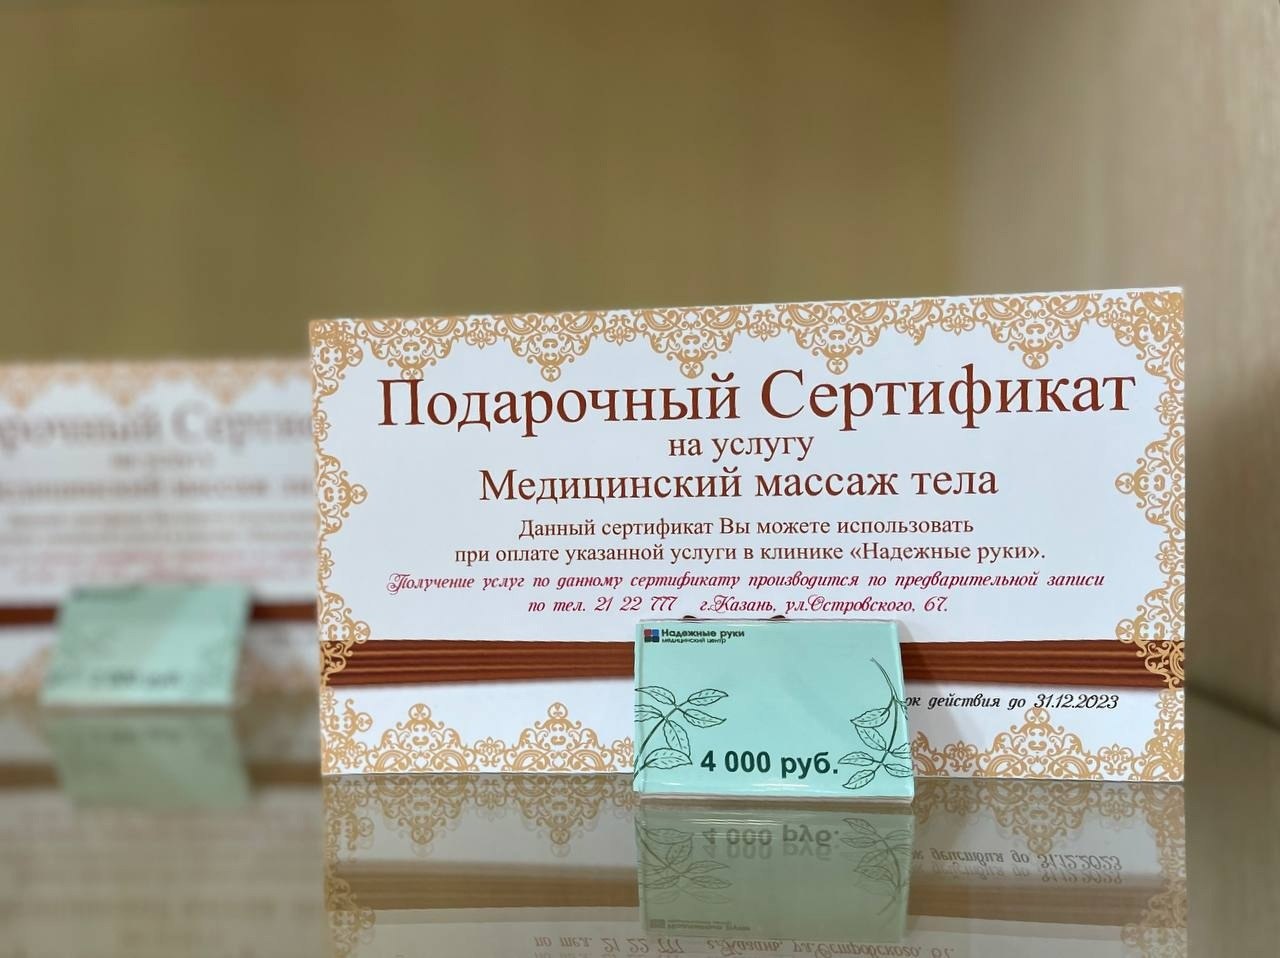 Подарочный Сертификат
на услугу
Медицинский массаж тела
Данный сертификат Вы можете использовать
при оплате указанной услуги в клинике «Надежные руки».
Получение услуг по данному сертификату производится по предварительной записи
по тел. 21 22 777 г.Казань, ул.Островского, 67.
Надежные руки
медицинский центр
действия до 31.12.2023
4 000 руб.